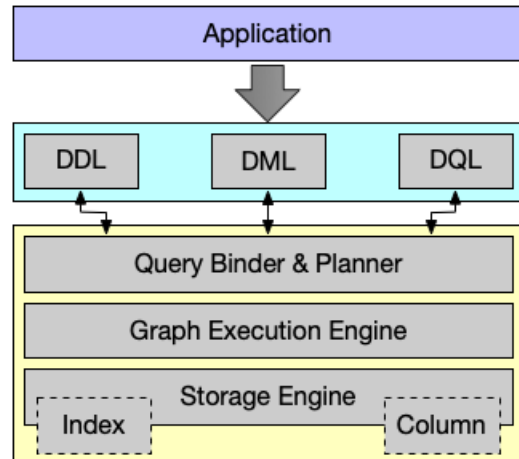 Application
DDL
DML
DQL
Query Binder & Planner
Graph Execution Engine
Storage Engine
Index
Column